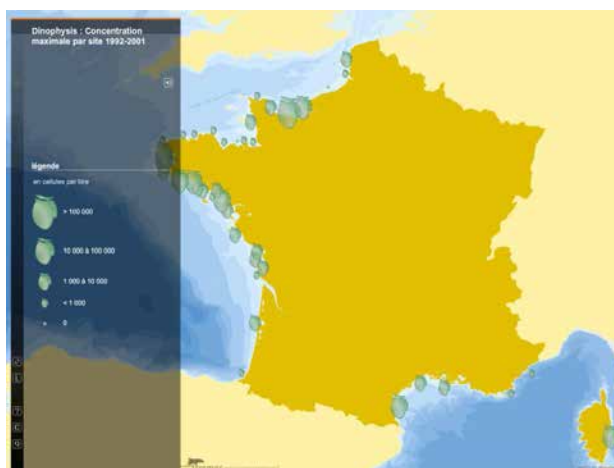 Dinophysis : Concentration
maximale par site 1992-2001
légende
en cellules par litre
> 100 000
10 000 à 100 000
1 000 à 10 000
< 1 000
0
L
?
C